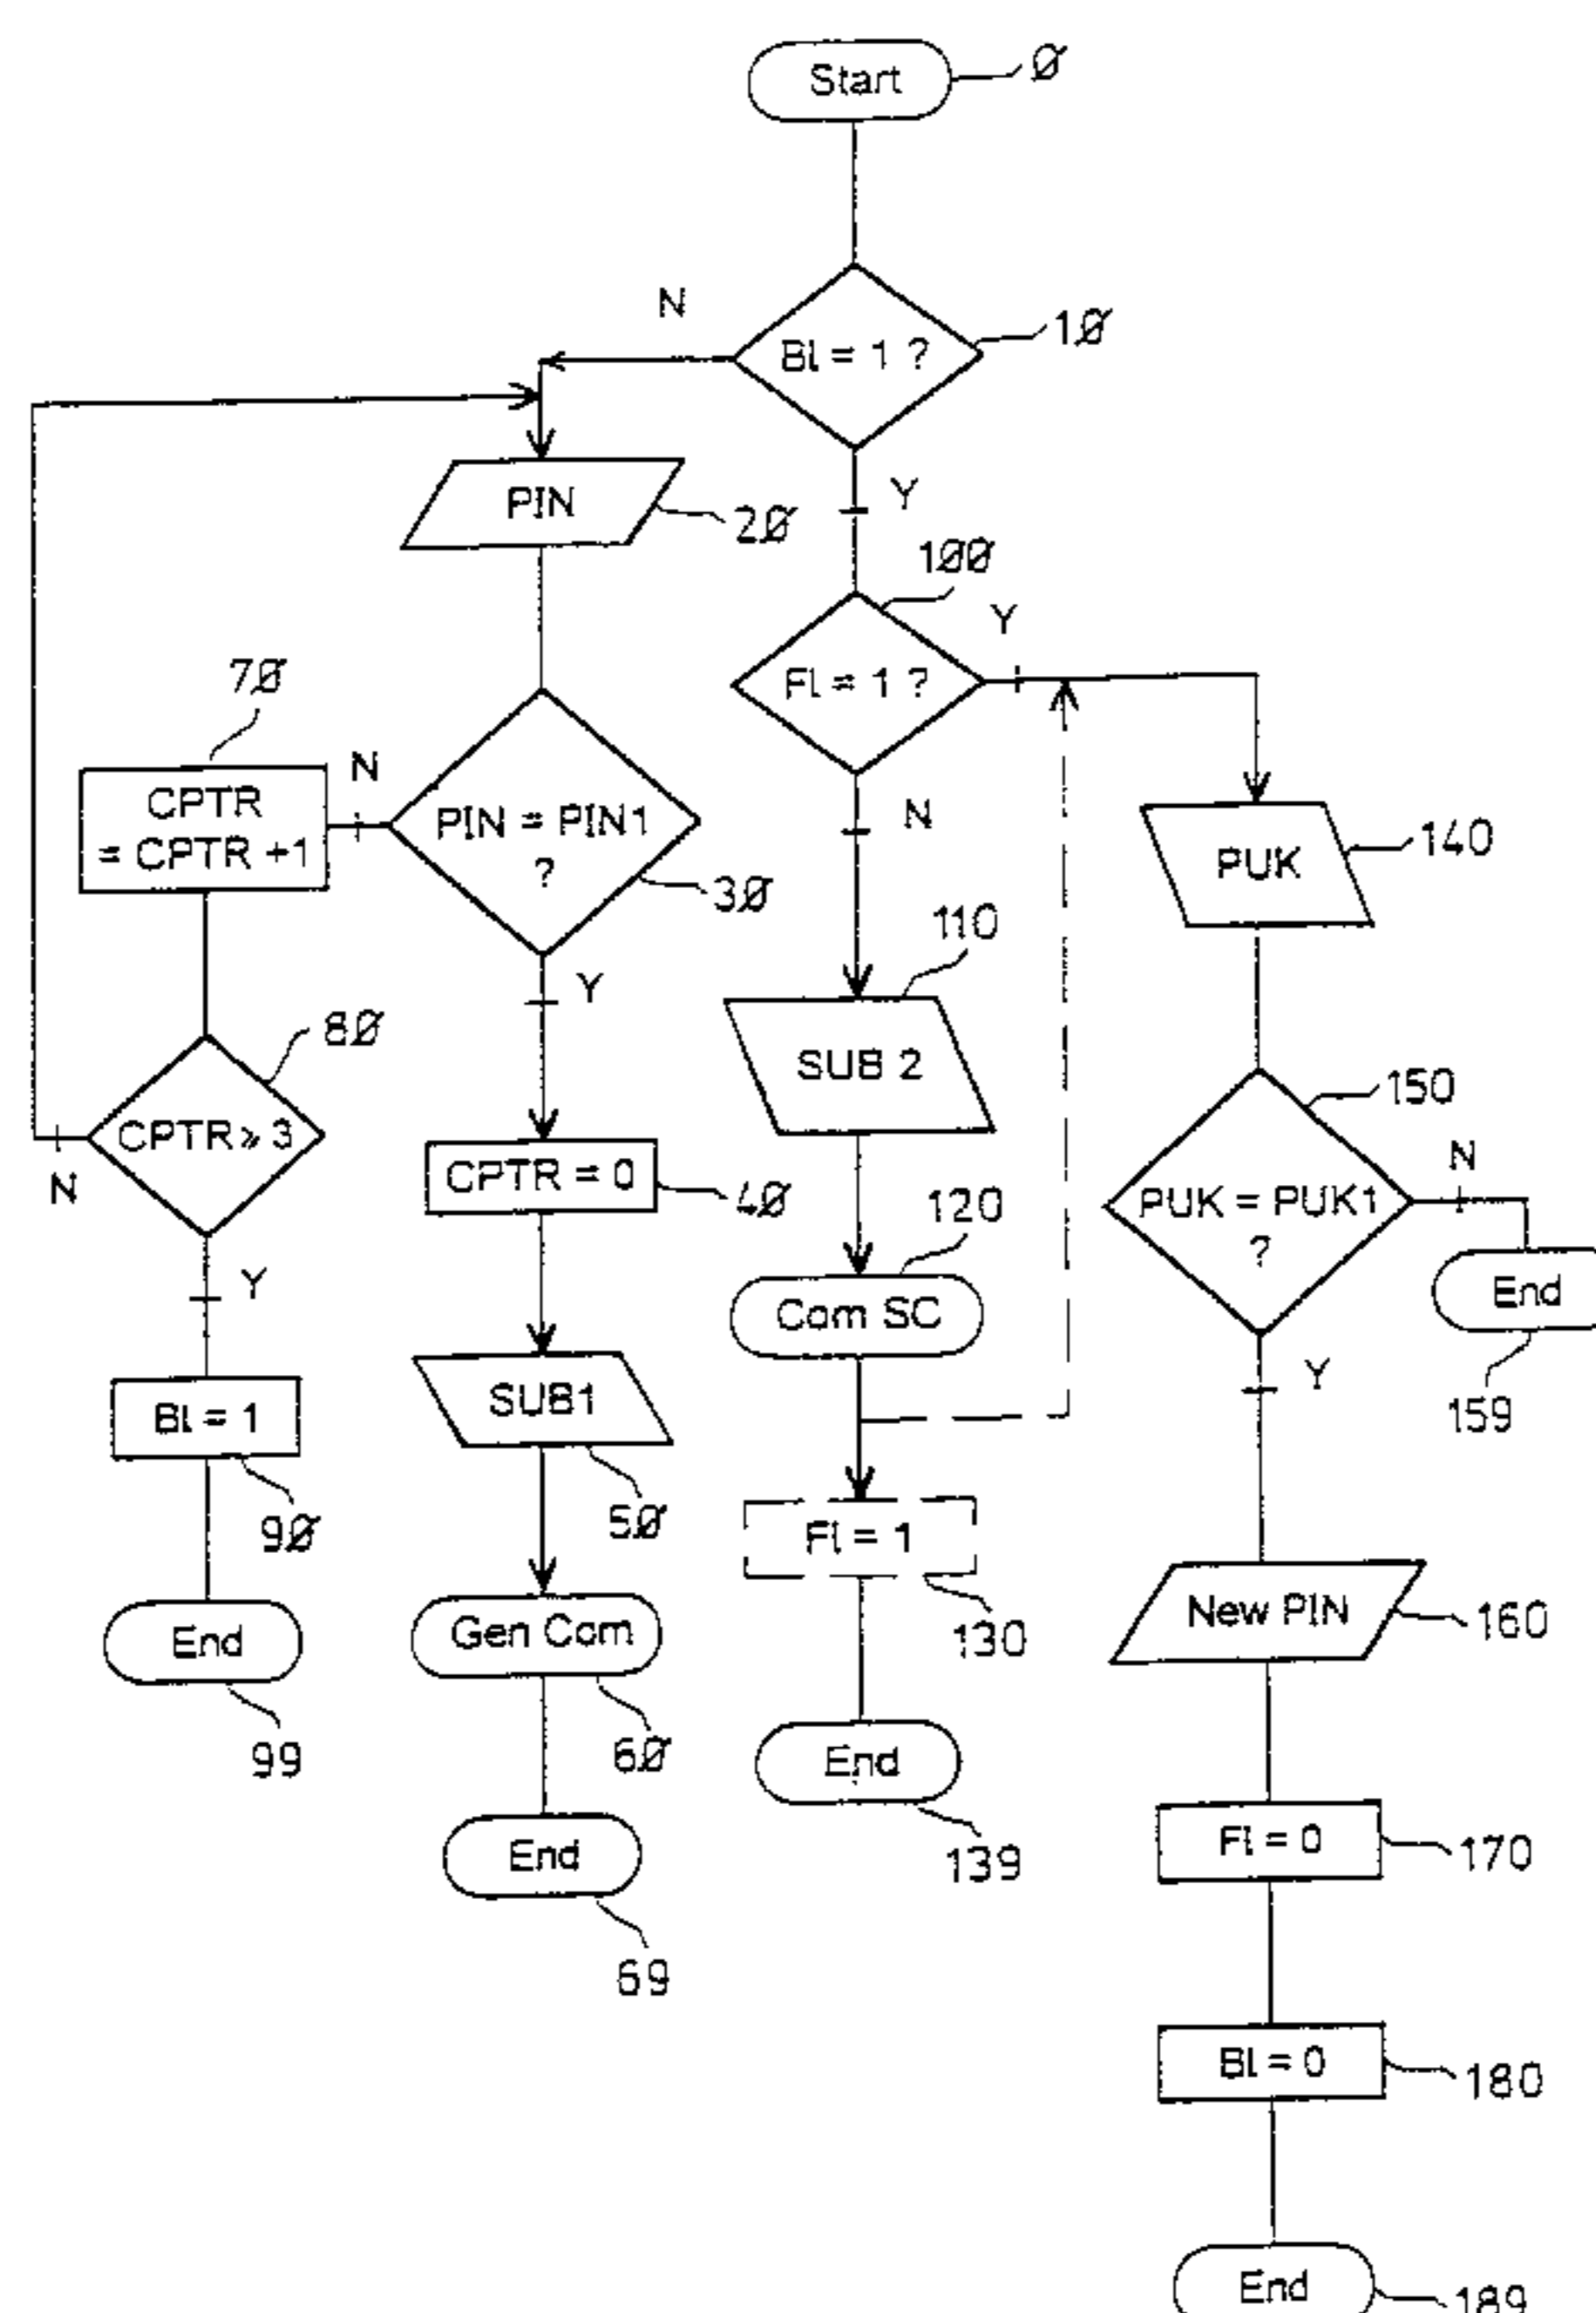 Start
Ø
N
Bl = 1 ?
1Ø
PIN
2Ø
Y
1ØØ
Y
Fl = 1 ?
7Ø
N
CPTR
= CPTR +1
PIN = PIN1
?
3Ø
N
PUK
140
110
Y
8Ø
SUB 2
150
CPTR ⩾ 3
N
CPTR = 0
4Ø
120
PUK = PUK1
?
N
Y
Com SC
End
159
Y
Bl = 1
9Ø
SUB1
5Ø
Fl = 1
130
New PIN
160
End
99
Gen Com
6Ø
End
139
End
69
Fl = 0
170
Bl = 0
180
End
189